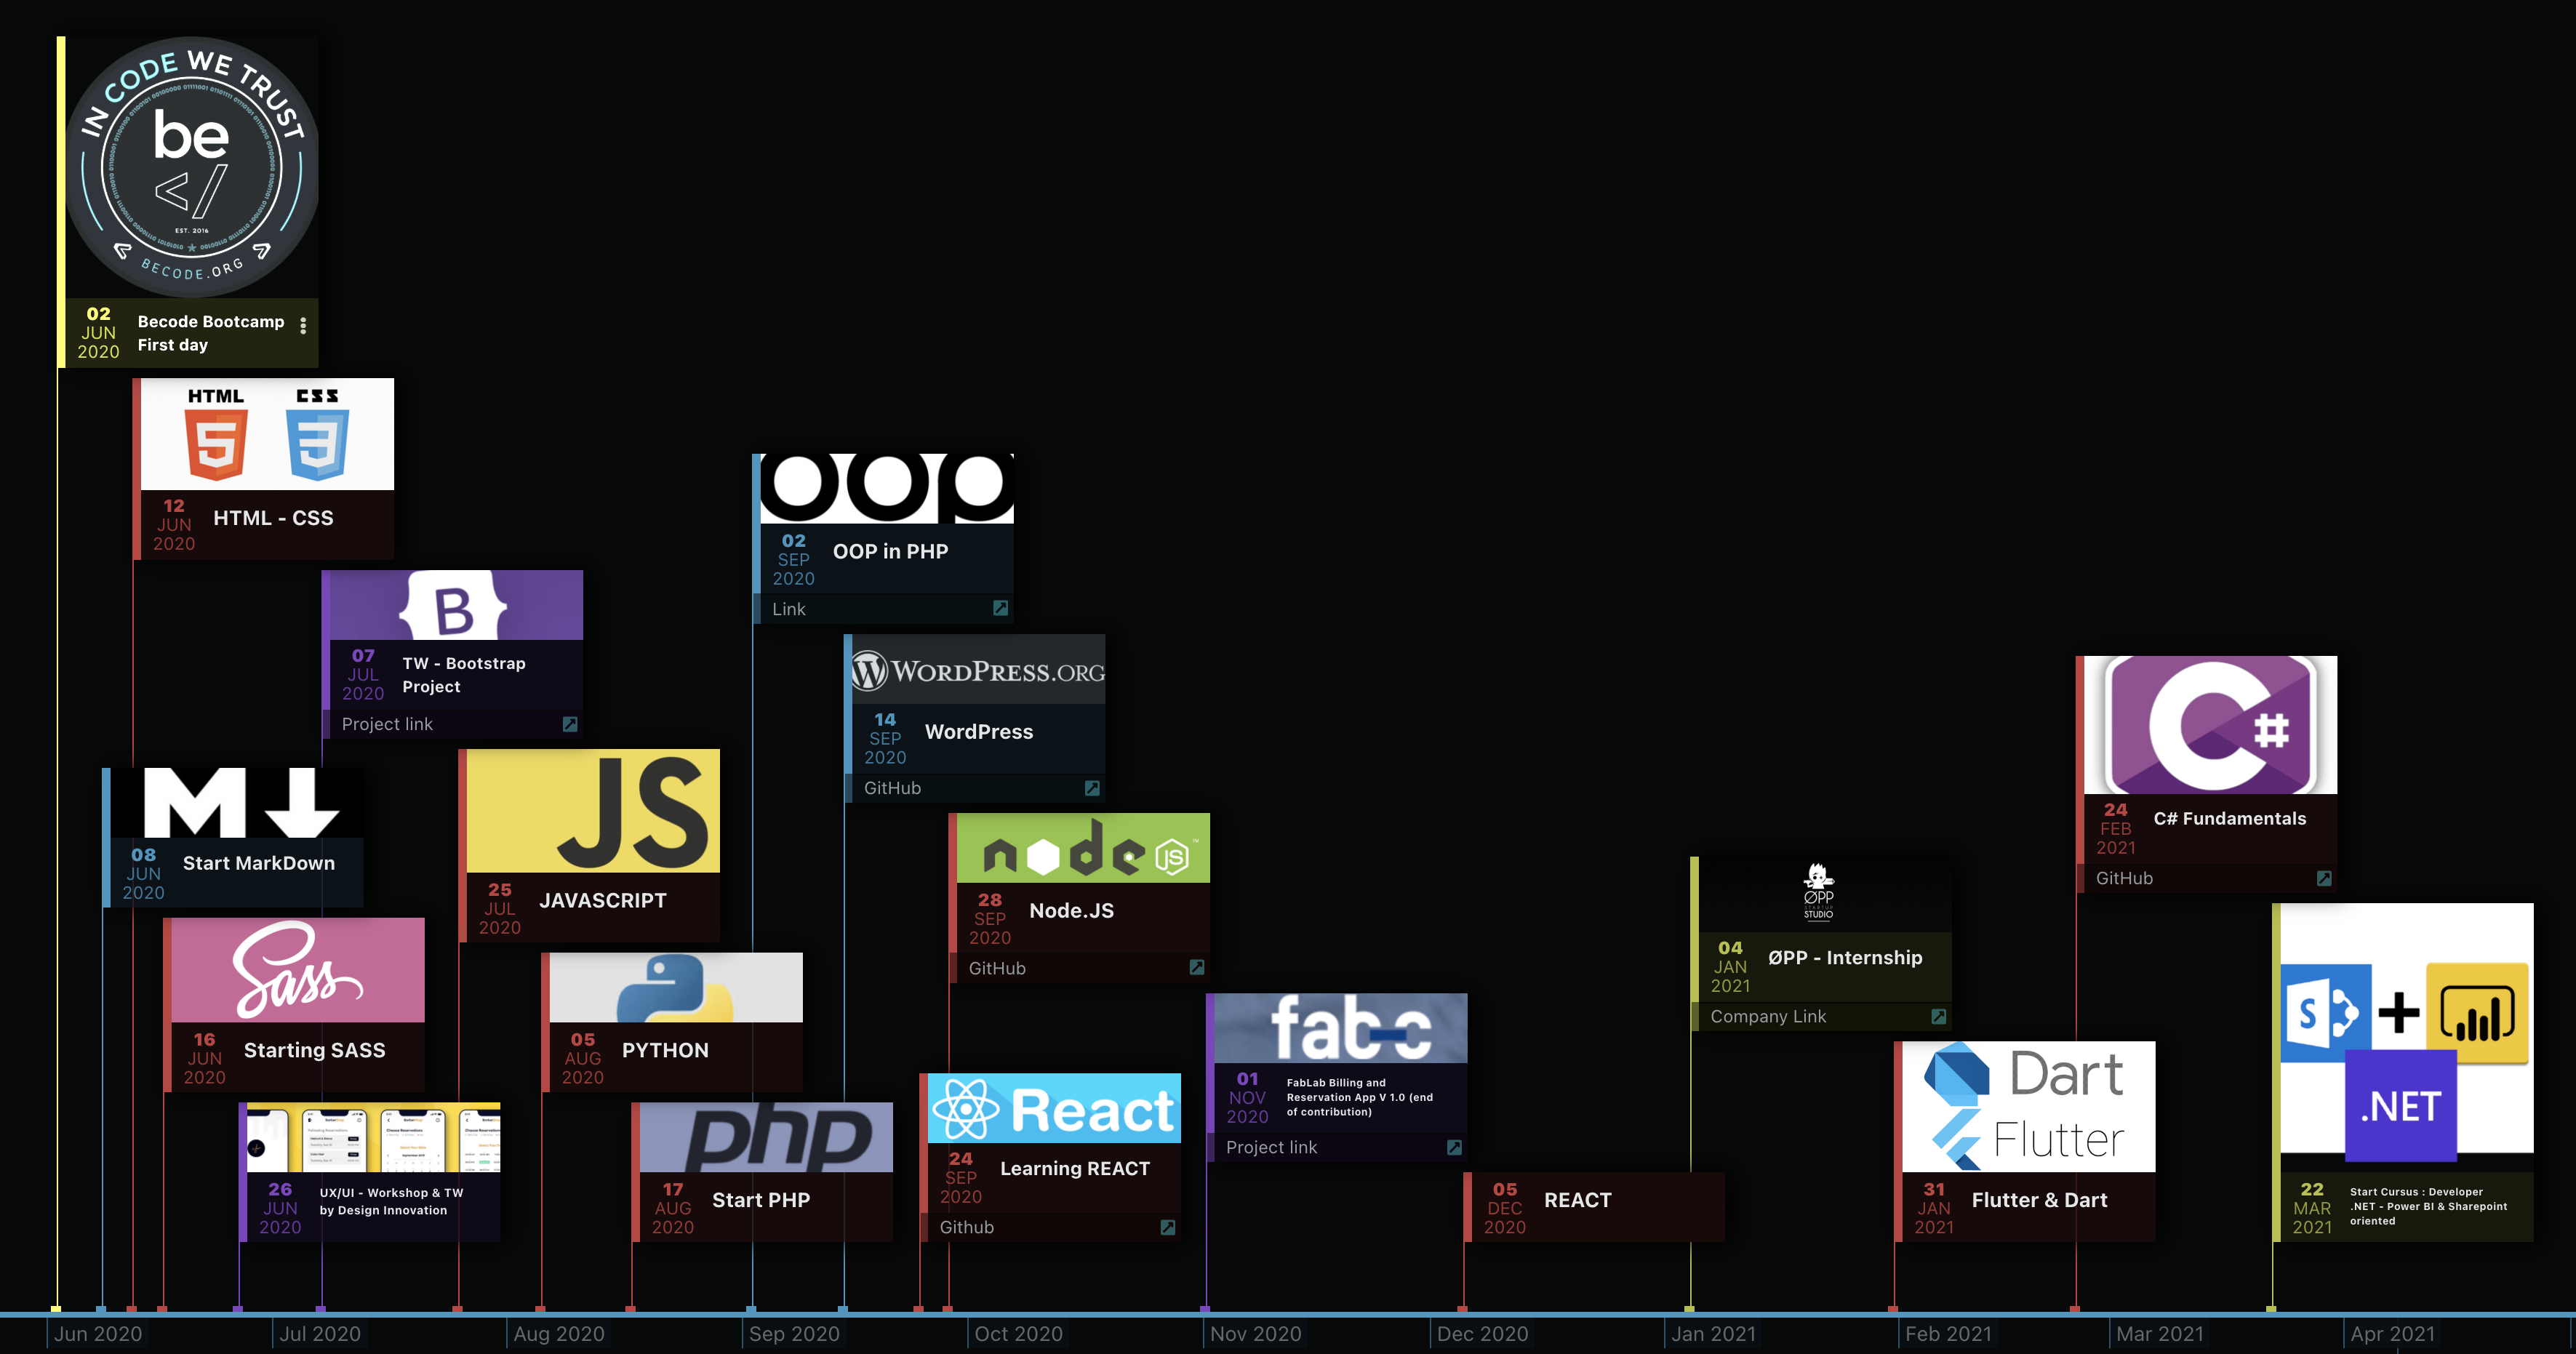 IN CODE WE TRUST
be
</
EST. 2016
BECODE.ORG
02
JUN
2020
Becode Bootcamp
First day
HTML
CSS
5
3
12
JUN
2020
HTML - CSS
B
07
JUL
2020
TW - Bootstrap
Project
Project link
M
08
JUN
2020
Start MarkDown
Sass
16
JUN
2020
Starting SASS
26
JUN
2020
UX/UI - Workshop & TW
by Design Innovation
JS
25
JUL
2020
JAVASCRIPT
05
AUG
2020
PYTHON
php
17
AUG
2020
Start PHP
oop
02
SEP
2020
OOP in PHP
Link
WORDPRESS.ORG
14
SEP
2020
WordPress
GitHub
node
JS
™
28
SEP
2020
Node.JS
GitHub
React
24
SEP
2020
Learning REACT
Github
fab-c
01
NOV
2020
FabLab Billing and
Reservation App V 1.0 (end
of contribution)
Project link
05
DEC
2020
REACT
ØPP
STARTUP
STUDIO
04
JAN
2021
ØPP - Internship
Company Link
Dart
Flutter
31
JAN
2021
Flutter & Dart
C#
24
FEB
2021
C# Fundamentals
GitHub
S
+
.NET
22
MAR
2021
Start Cursus : Developer
.NET - Power BI & Sharepoint
oriented
Jun 2020
Jul 2020
Aug 2020
Sep 2020
Oct 2020
Nov 2020
Dec 2020
Jan 2021
Feb 2021
Mar 2021
Apr 2021